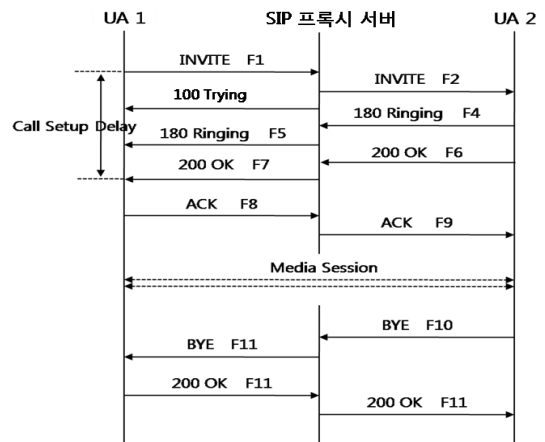 UA 1 SIP 프록시 서버 UA 2
INVITE F1
INVITE F2
100 Trying
180 Ringing F4
Call Setup Delay
180 Ringing F5
200 OK F6
200 OK F7
ACK F8
ACK F9
Media Session
BYE F10
BYE F11
200 OK F11
200 OK F11